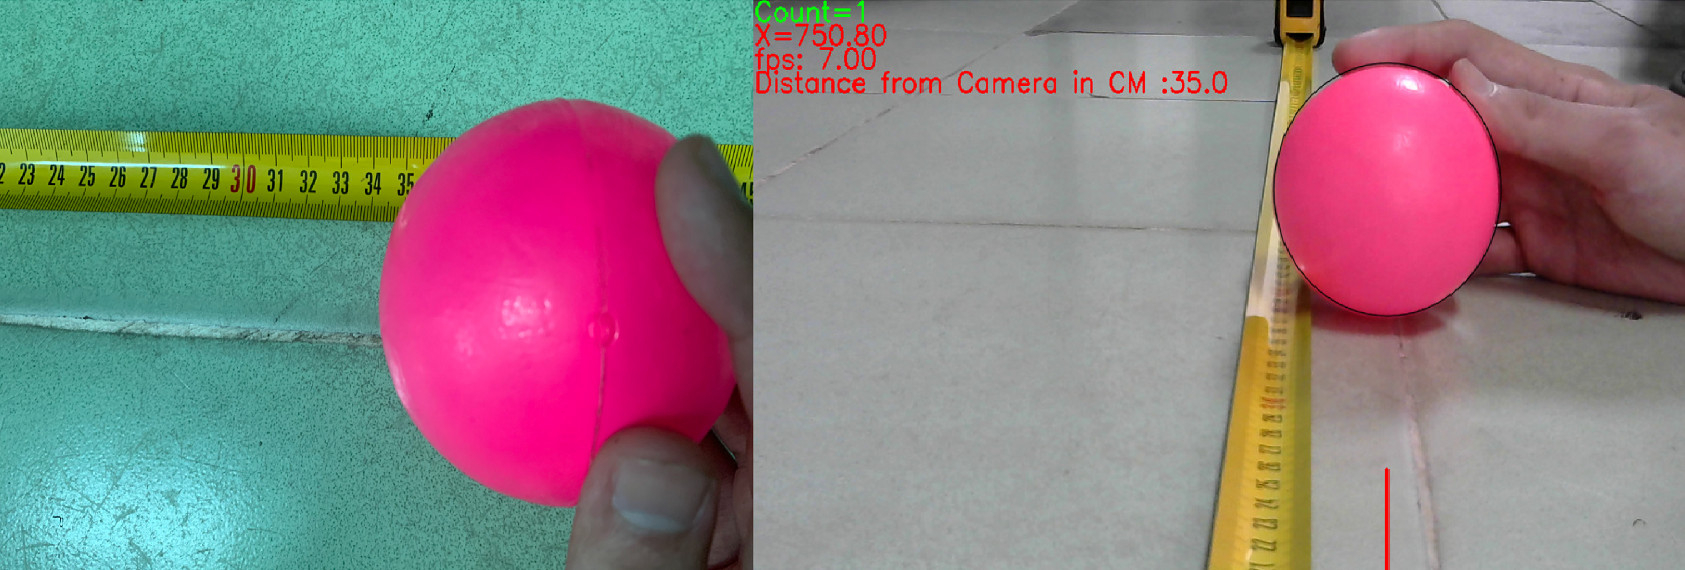 23 24 25 26 27 28 29 30 31 32 33 34 35
Count=1
X=750.80
fps: 7.00
Distance from Camera in CM :35.0